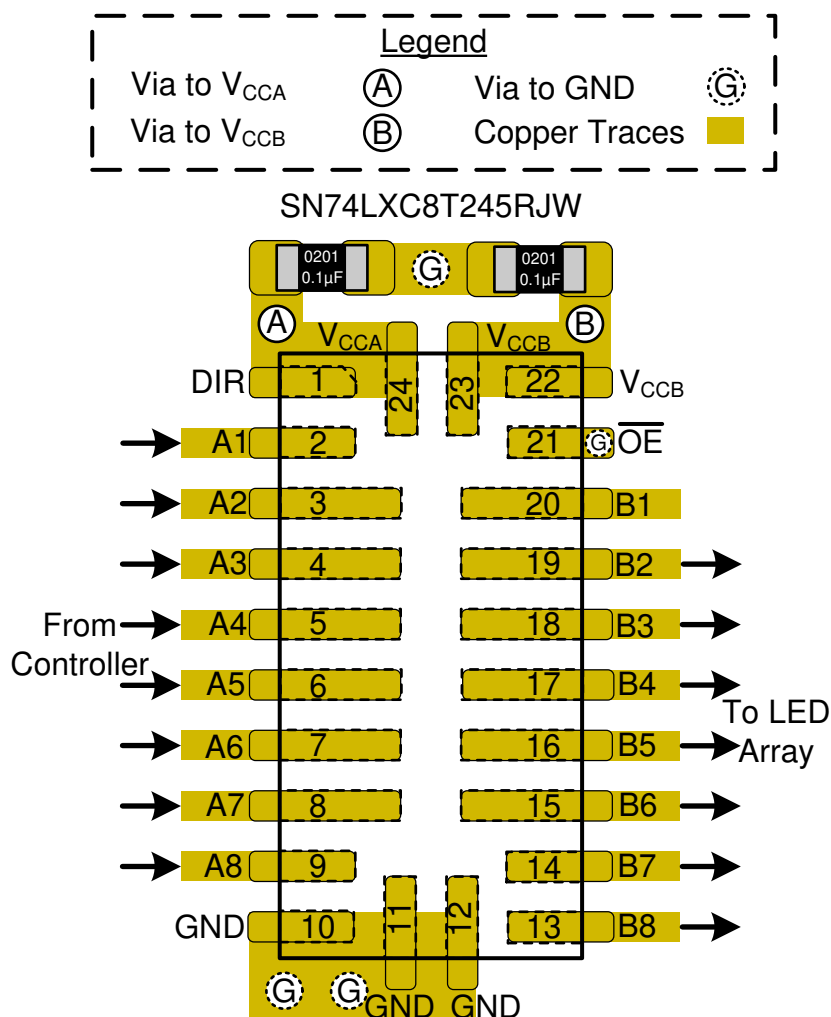 Legend
Via to VCCA A Via to GND G
Via to VCCB B Copper Traces
SN74LXC8T245RJW
0201 0201
0.1µF G 0.1µF
A B
VCCA VCCB
DIR 1 24 23 22 VCCB
A1 2 21 G OE
A2 3 20 B1
A3 4 19 B2
A4 5 18 B3
From
Controller
A5 6 17 B4
To LED
Array
A6 7 16 B5
A7 8 15 B6
A8 9 14 B7
GND 10 11 12 13 B8
G G GND GND